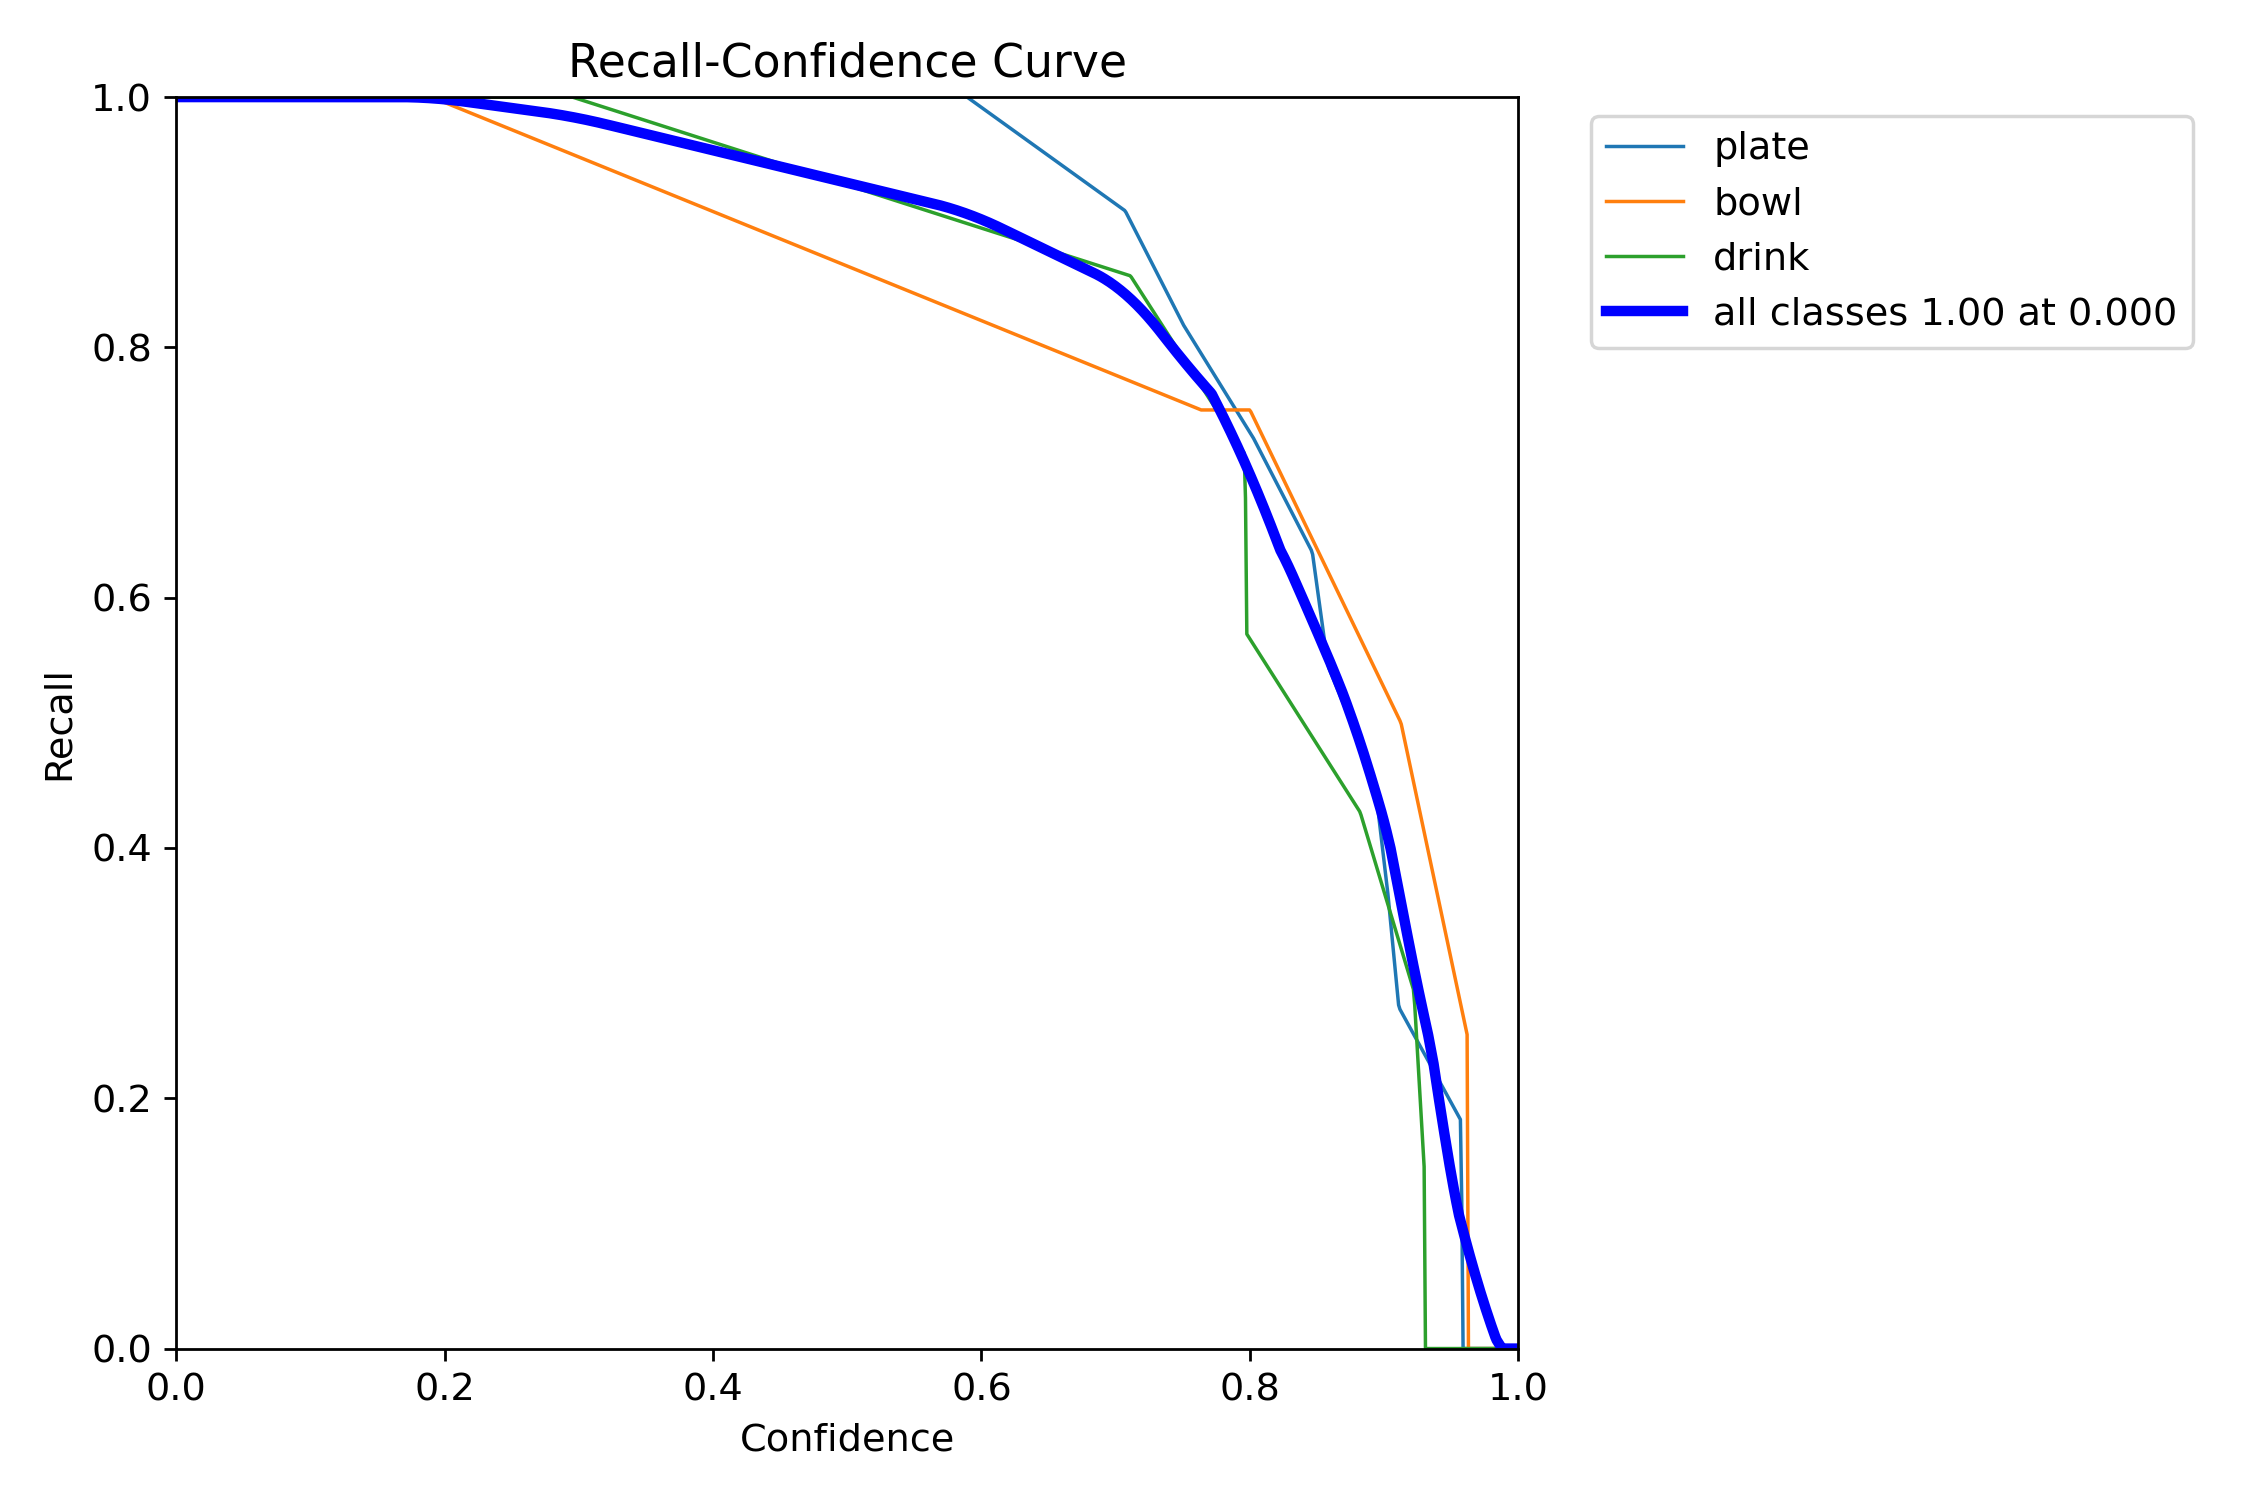 Recall-Confidence Curve
1.0
0.8
0.6
0.4
0.2
0.0
Recall
0.0 0.2 0.4 0.6 0.8 1.0
Confidence
plate
bowl
drink
all classes 1.00 at 0.000